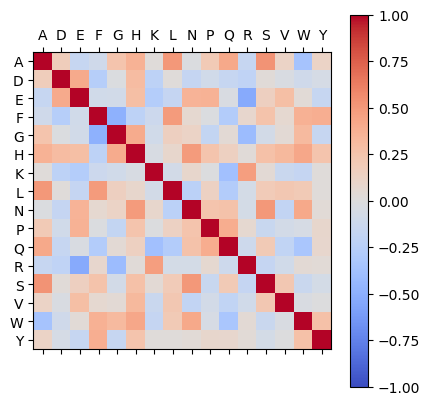 A D E F G H K L N P Q R S V W Y
A
D
E
F
G
H
K
L
N
P
Q
R
S
V
W
Y
1.00
0.75
0.50
0.25
0.00
−0.25
−0.50
−0.75
−1.00